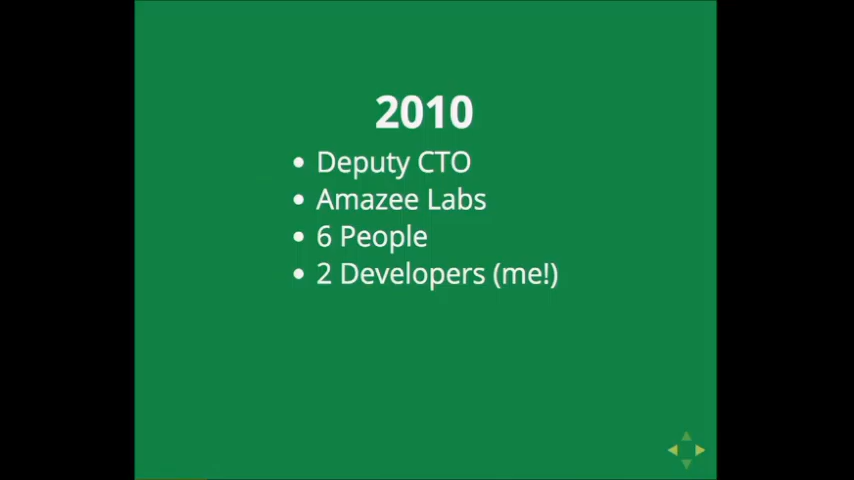 2010
• Deputy CTO
• Amazee Labs
• 6 People
• 2 Developers (me!)